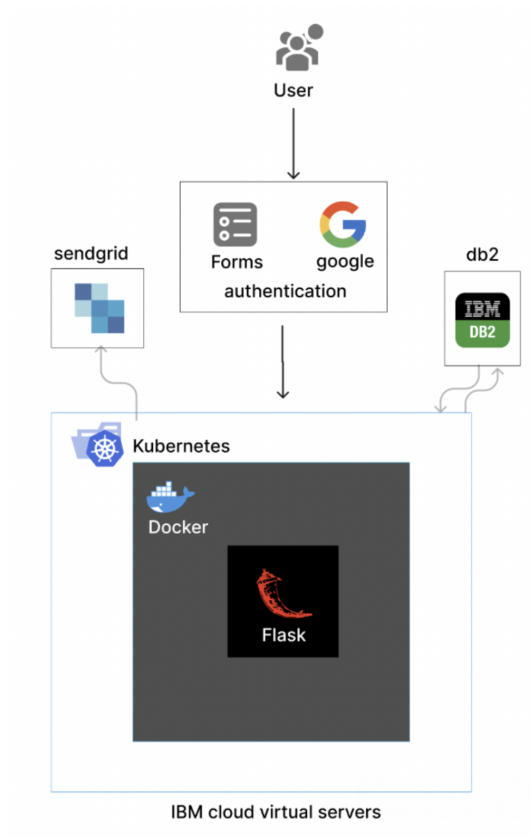 User
Forms
google
authentication
sendgrid
db2
IBM
DB2
Kubernetes
Docker
Flask
IBM cloud virtual servers